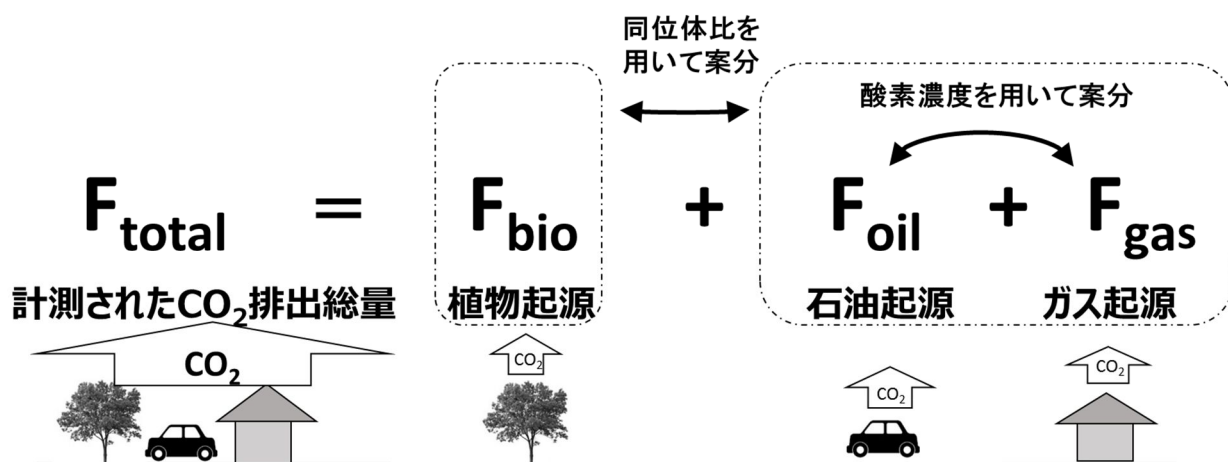 同位体比を
用いて案分
酸素濃度を用いて案分
F_total = F_bio + F_oil + F_gas
計測されたCO₂排出総量
植物起源
石油起源
ガス起源
CO₂
CO₂
CO₂
CO₂